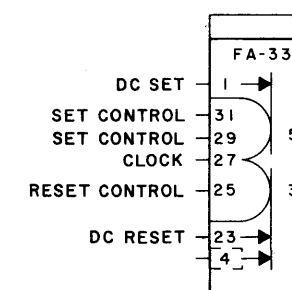 FA-33
DC SET 1
SET CONTROL 31
SET CONTROL 29
CLOCK 27
RESET CONTROL 25
DC RESET 23
4